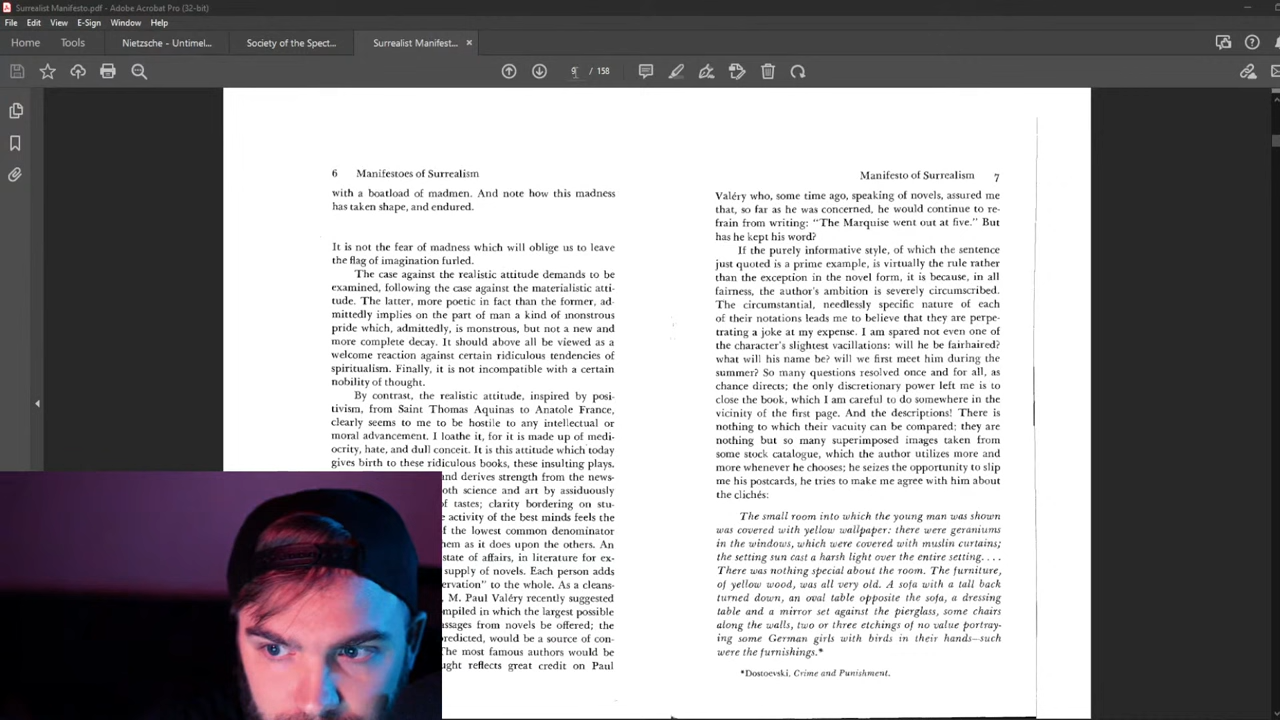 Surrealist Manifesto.pdf - Adobe Acrobat Pro (32-bit)
File Edit View E-Sign Window Help
Home Tools Nietzsche - Untimel... Society of the Spect... Surrealist Manifest... ×
9 / 158
6 Manifestoes of Surrealism
with a boatload of madmen. And note how this madness
has taken shape, and endured.
It is not the fear of madness which will oblige us to leave
the flag of imagination furled.
The case against the realistic attitude demands to be
examined, following the case against the materialistic atti-
tude. The latter, more poetic in fact than the former, ad-
mittedly implies on the part of man a kind of monstrous
pride which, admittedly, is monstrous, but not a new and
more complete decay. It should above all be viewed as a
welcome reaction against certain ridiculous tendencies of
spiritualism. Finally, it is not incompatible with a certain
nobility of thought.
By contrast, the realistic attitude, inspired by posi-
tivism, from Saint Thomas Aquinas to Anatole France,
clearly seems to me to be hostile to any intellectual or
moral advancement. I loathe it, for it is made up of medi-
ocrity, hate, and dull conceit. It is this attitude which today
gives birth to these ridiculous books, these insulting plays.
nd derives strength from the news-
oth science and art by assiduously
of tastes; clarity bordering on stu-
e activity of the best minds feels the
f the lowest common denominator
em as it does upon the others. An
state of affairs, in literature for ex-
supply of novels. Each person adds
ervation" to the whole. As a cleans-
. M. Paul Valéry recently suggested
mpiled in which the largest possible
ssages from novels be offered; the
redicted, would be a source of con-
The most famous authors would be
ught reflects great credit on Paul
Manifesto of Surrealism 7
Valéry who, some time ago, speaking of novels, assured me
that, so far as he was concerned, he would continue to re-
frain from writing: "The Marquise went out at five." But
has he kept his word?
If the purely informative style, of which the sentence
just quoted is a prime example, is virtually the rule rather
than the exception in the novel form, it is because, in all
fairness, the author's ambition is severely circumscribed.
The circumstantial, needlessly specific nature of each
of their notations leads me to believe that they are perpe-
trating a joke at my expense. I am spared not even one of
the character's slightest vacillations: will he be fairhaired?
what will his name be? will we first meet him during the
summer? So many questions resolved once and for all, as
chance directs; the only discretionary power left me is to
close the book, which I am careful to do somewhere in the
vicinity of the first page. And the descriptions! There is
nothing to which their vacuity can be compared; they are
nothing but so many superimposed images taken from
some stock catalogue, which the author utilizes more and
more whenever he chooses; he seizes the opportunity to slip
me his postcards, he tries to make me agree with him about
the clichés:
The small room into which the young man was shown
was covered with yellow wallpaper: there were geraniums
in the windows, which were covered with muslin curtains;
the setting sun cast a harsh light over the entire setting. . . .
There was nothing special about the room. The furniture,
of yellow wood, was all very old. A sofa with a tall back
turned down, an oval table opposite the sofa, a dressing
table and a mirror set against the pierglass, some chairs
along the walls, two or three etchings of no value portray-
ing some German girls with birds in their hands—such
were the furnishings.*
*Dostoevski, Crime and Punishment.